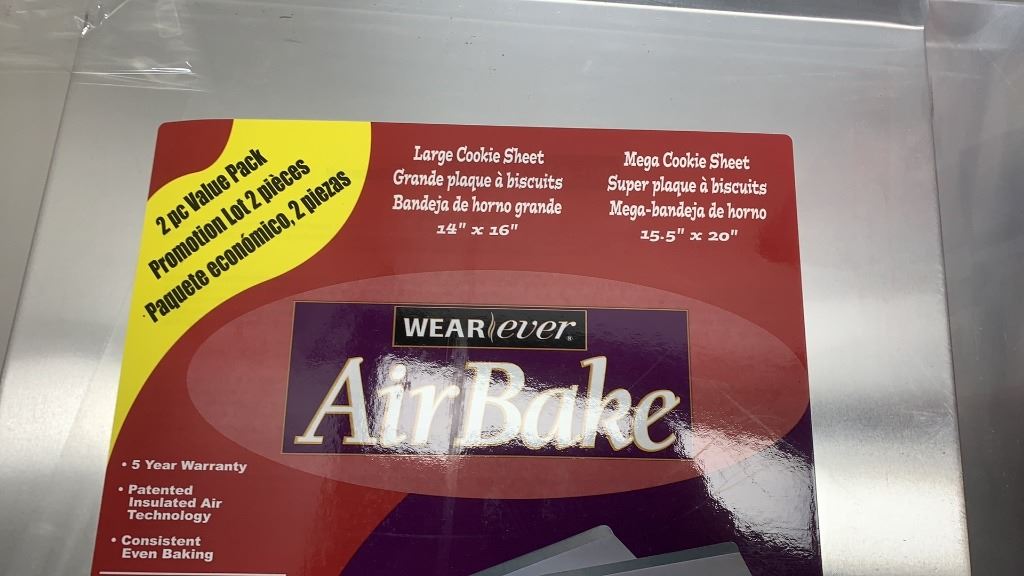 2 pc Value Pack
Promotion Lot 2 pièces
Paquete económico, 2 piezas
Large Cookie Sheet
Grande plaque à biscuits
Bandeja de horno grande
14" x 16"
Mega Cookie Sheet
Super plaque à biscuits
Mega-bandeja de horno
15.5" x 20"
WEAR ever®
AirBake
• 5 Year Warranty
• Patented
Insulated Air
Technology
• Consistent
Even Baking